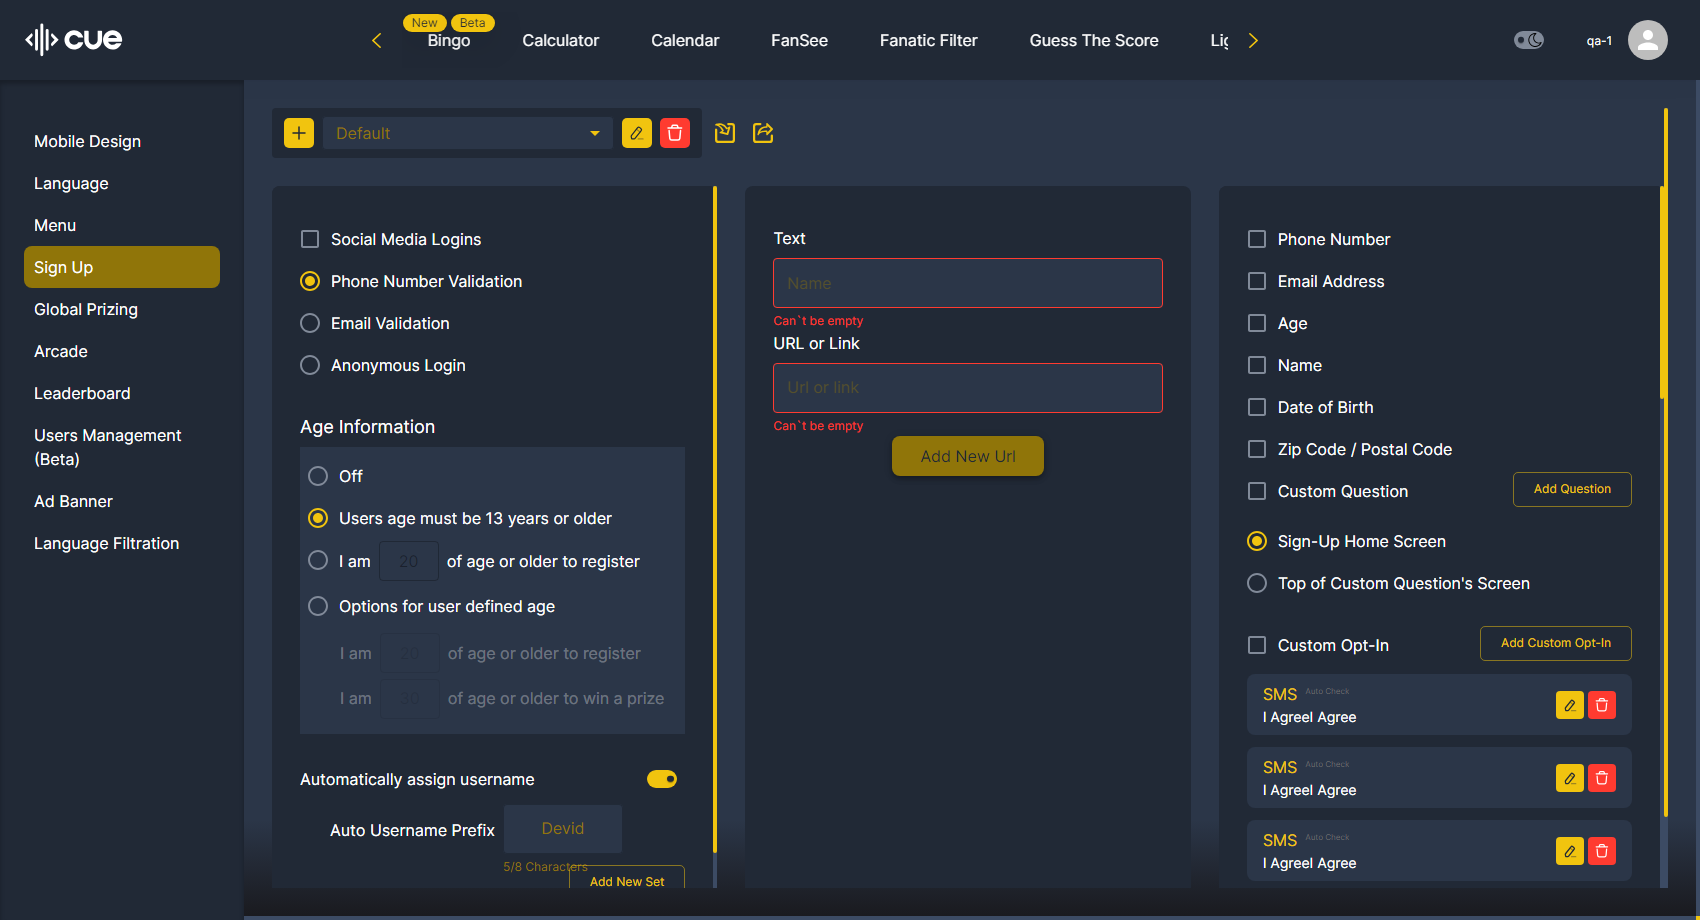 cue
New Beta
Bingo
Calculator
Calendar
FanSee
Fanatic Filter
Guess The Score
qa-1
Mobile Design
Language
Menu
Sign Up
Global Prizing
Arcade
Leaderboard
Users Management
(Beta)
Ad Banner
Language Filtration
Default
Social Media Logins
Phone Number Validation
Email Validation
Anonymous Login
Age Information
Off
Users age must be 13 years or older
I am 20 of age or older to register
Options for user defined age
I am 20 of age or older to register
I am 30 of age or older to win a prize
Automatically assign username
Auto Username Prefix Devid
5/8 Characters
Add New Set
Text
Name
Can`t be empty
URL or Link
Url or link
Can`t be empty
Add New Url
Phone Number
Email Address
Age
Name
Date of Birth
Zip Code / Postal Code
Custom Question Add Question
Sign-Up Home Screen
Top of Custom Question's Screen
Custom Opt-In Add Custom Opt-In
SMS Auto Check
I AgreeI Agree
SMS Auto Check
I AgreeI Agree
SMS Auto Check
I AgreeI Agree